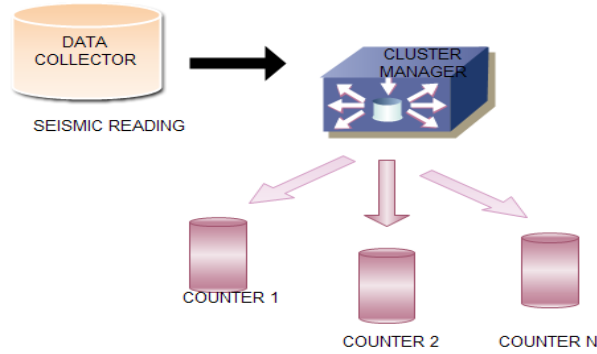 DATA
COLLECTOR
CLUSTER
MANAGER
SEISMIC READING
COUNTER 1
COUNTER 2
COUNTER N